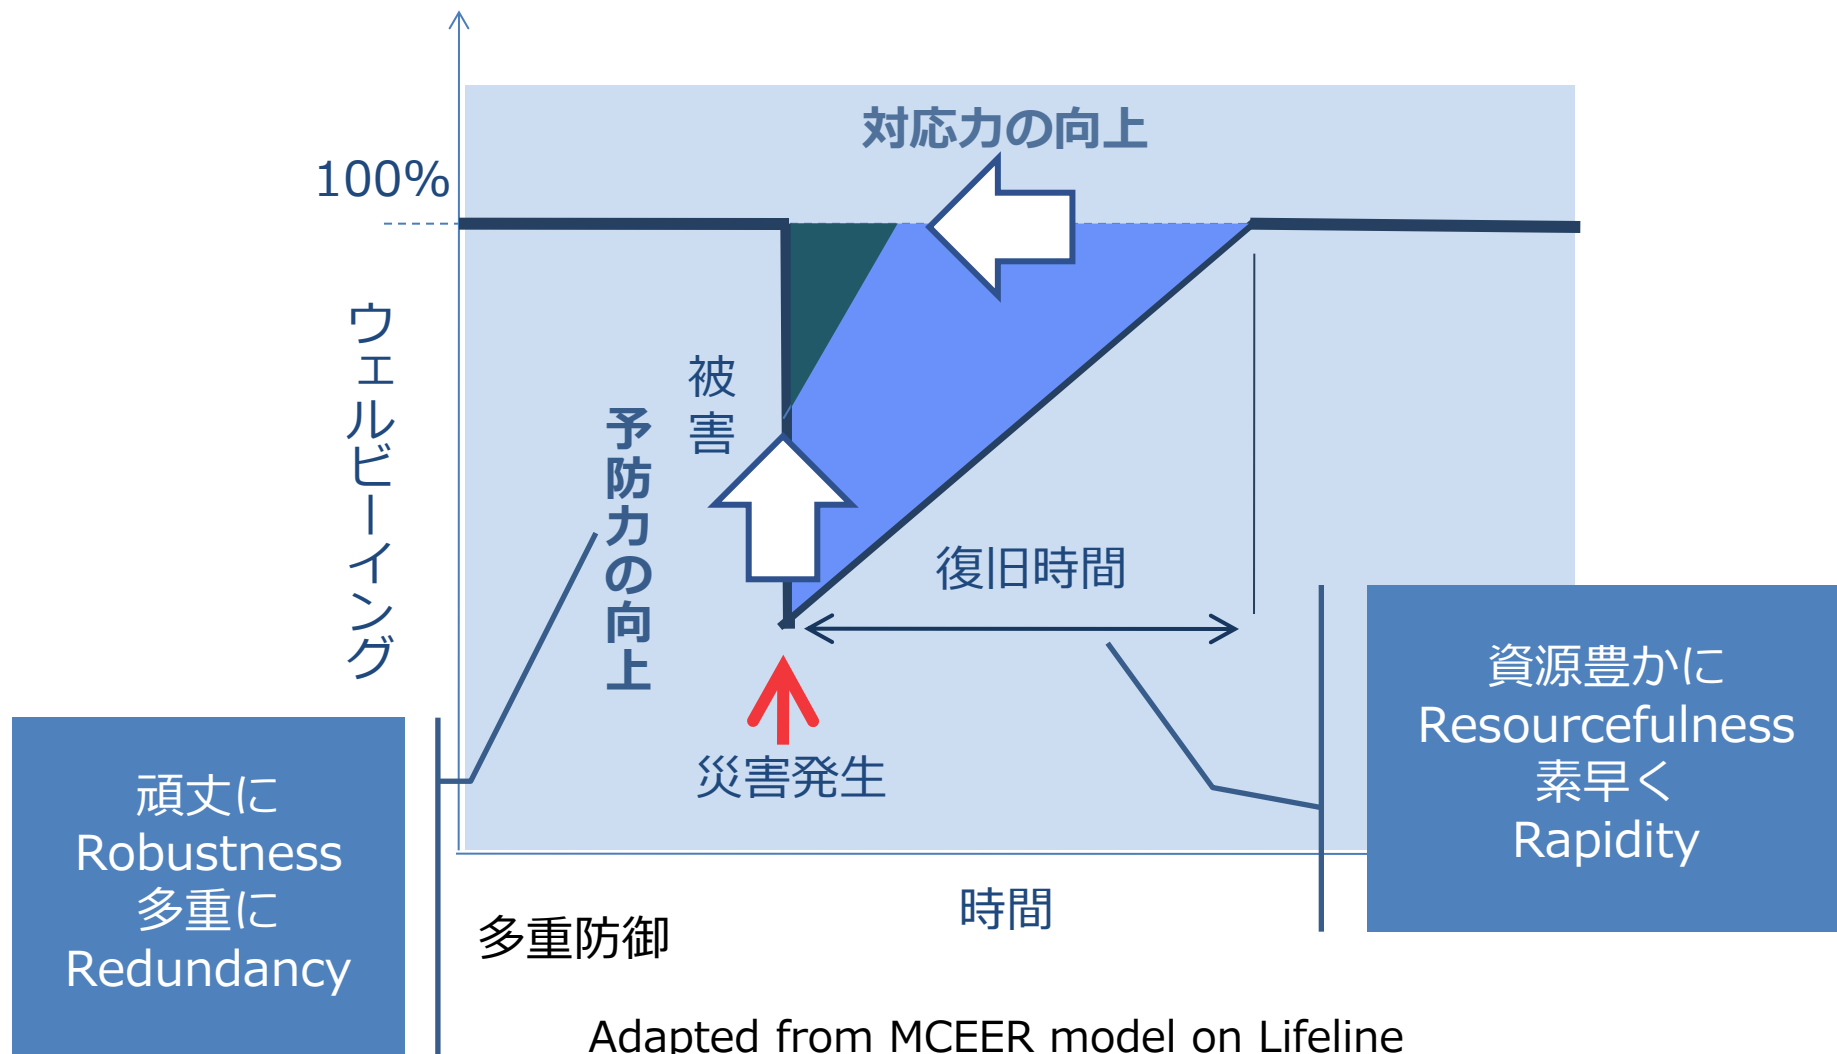 対応力の向上
100%
ウェルビーイング
被害
予防力の向上
復旧時間
災害発生
頑丈に
Robustness
多重に
Redundancy
資源豊かに
Resourcefulness
素早く
Rapidity
時間
多重防御
Adapted from MCEER model on Lifeline